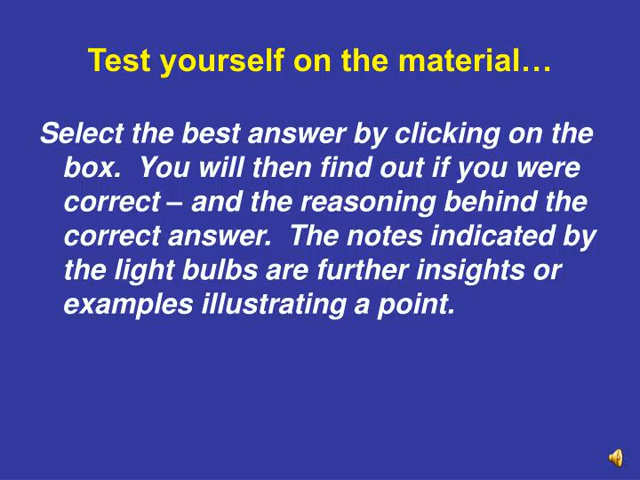 Test yourself on the material…
Select the best answer by clicking on the
box.  You will then find out if you were
correct – and the reasoning behind the
correct answer.  The notes indicated by
the light bulbs are further insights or
examples illustrating a point.